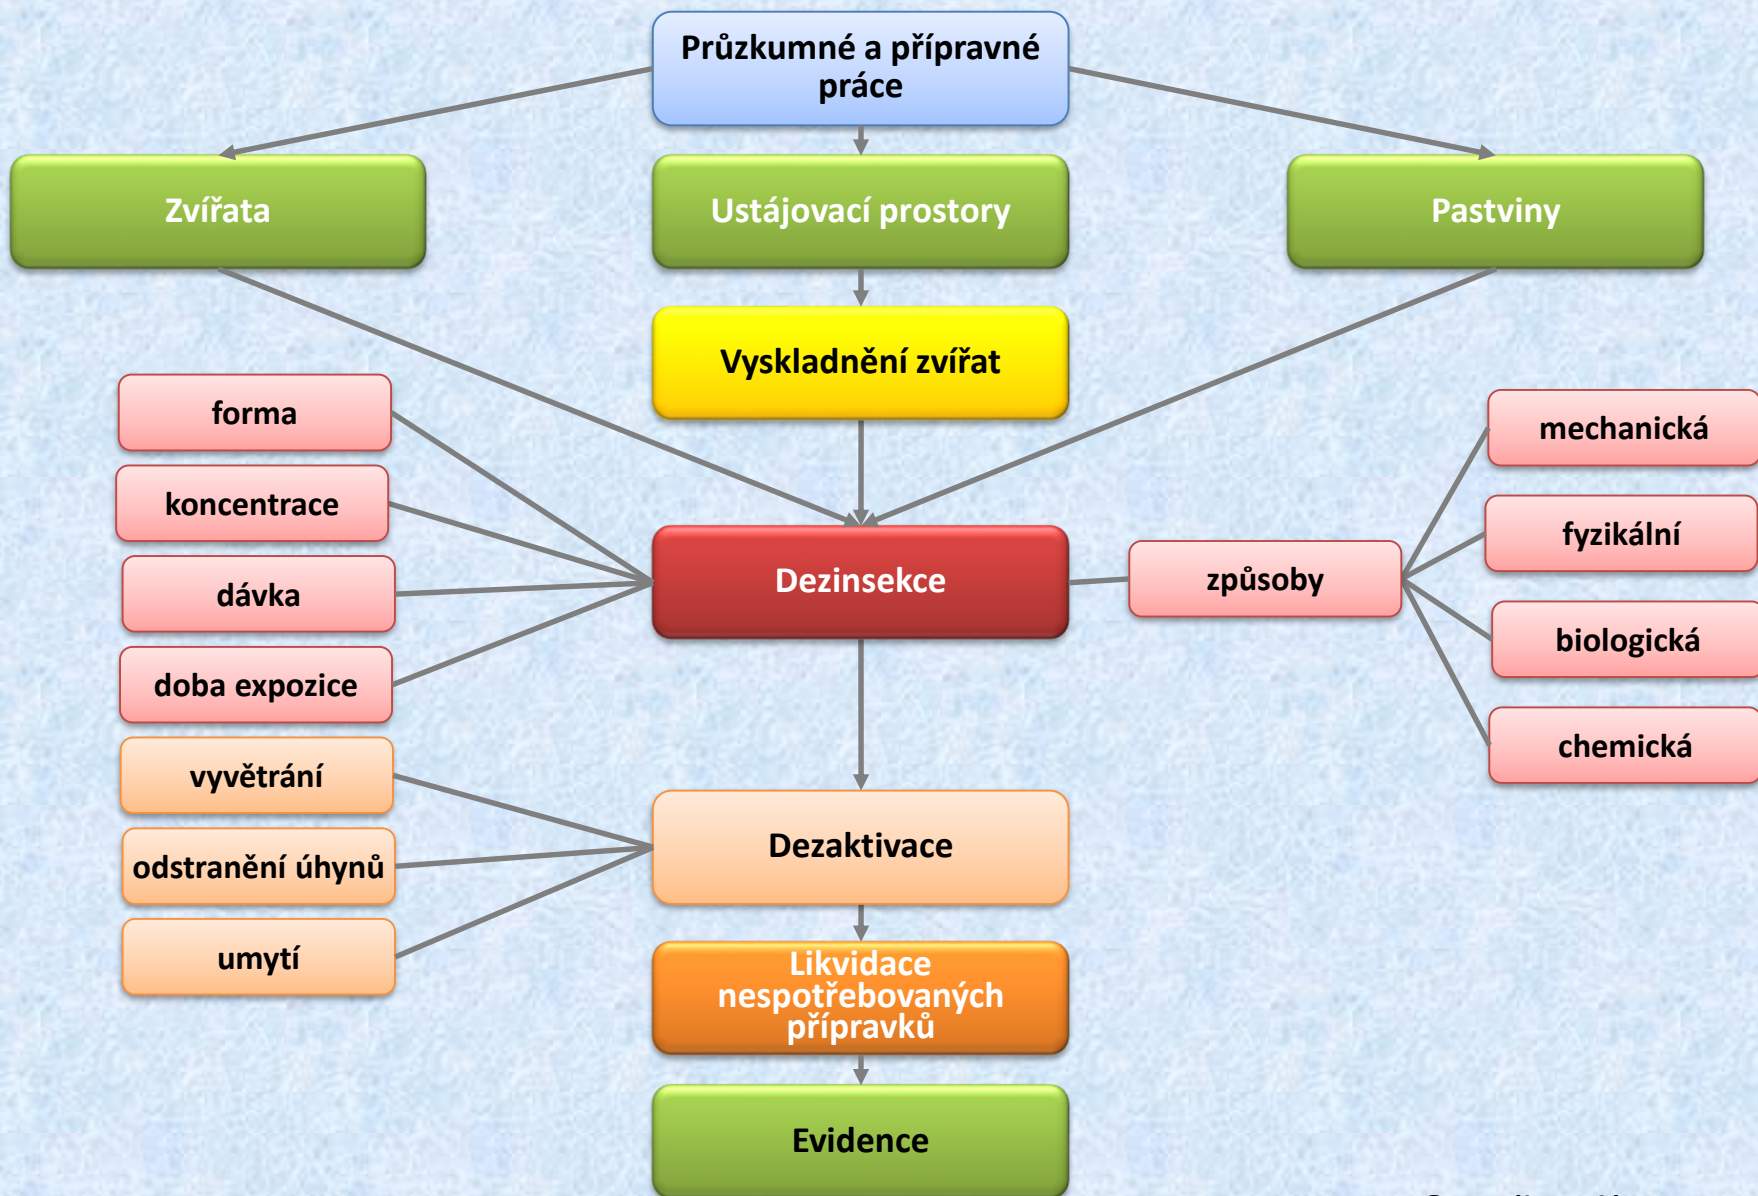 Průzkumné a přípravné
práce
Zvířata
Ustájovací prostory
Pastviny
Vyskladnění zvířat
forma
koncentrace
dávka
doba expozice
Dezinsekce
způsoby
mechanická
fyzikální
biologická
chemická
vyvětrání
odstranění úhynů
umytí
Dezaktivace
Likvidace
nespotřebovaných
přípravků
Evidence